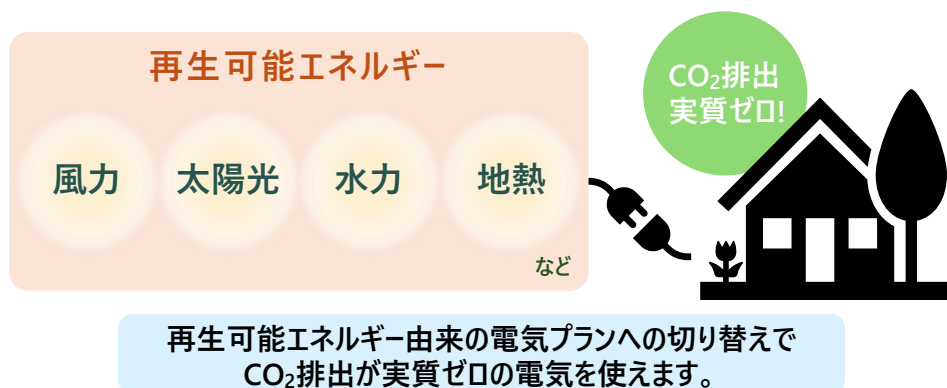 再生可能エネルギー
CO₂排出
実質ゼロ!
風力 太陽光 水力 地熱
など
再生可能エネルギー由来の電気プランへの切り替えで
CO₂排出が実質ゼロの電気を使えます。